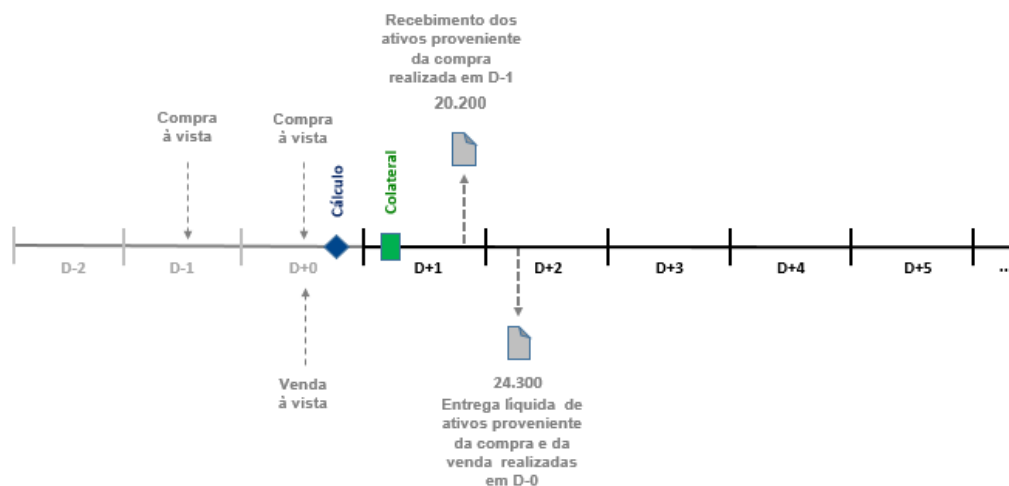 Recebimento dos
ativos proveniente
da compra
realizada em D-1
20.200
Compra
à vista
Compra
à vista
Cálculo
Colateral
D-2
D-1
D+0
D+1
D+2
D+3
D+4
D+5
...
Venda
à vista
24.300
Entrega líquida de
ativos proveniente
da compra e da
venda realizadas
em D-0